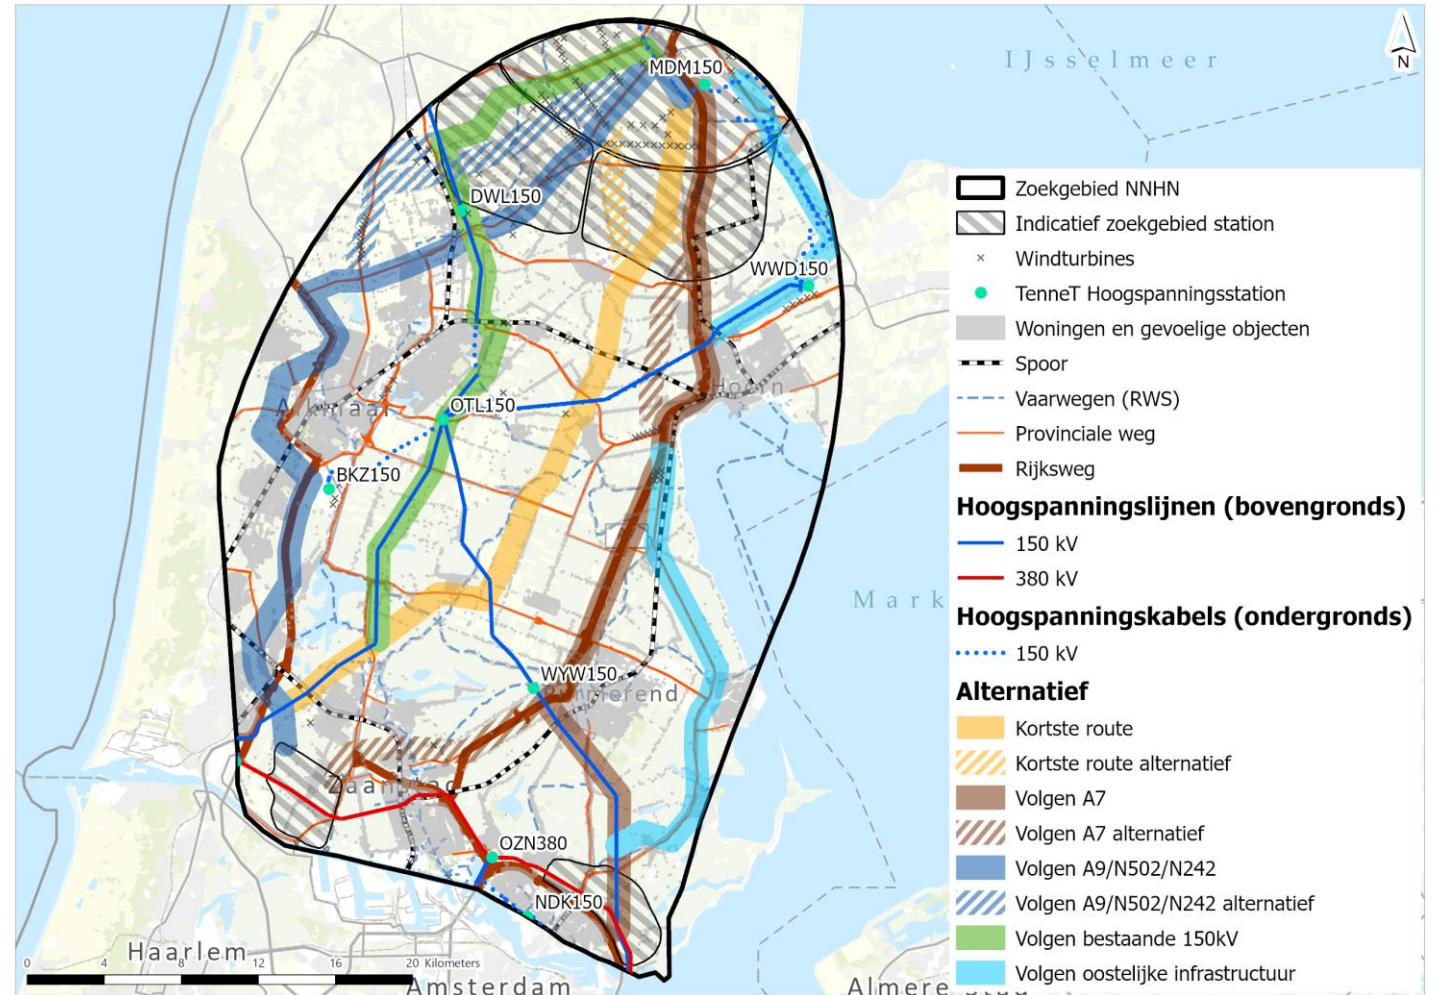 N
IJsselmeer
MDM150
DWL150
WWD150
Hoorn
Alkmaar
OTL150
BKZ150
Mark
WYW150
Purmerend
Zaanstad
OZN380
NDK150
Haarlem
Amsterdam
0 4 8 12 16 20 Kilometers
Zoekgebied NNHN
Indicatief zoekgebied station
Windturbines
TenneT Hoogspanningsstation
Woningen en gevoelige objecten
Spoor
Vaarwegen (RWS)
Provinciale weg
Rijksweg
Hoogspanningslijnen (bovengronds)
150 kV
380 kV
Hoogspanningskabels (ondergronds)
150 kV
Alternatief
Kortste route
Kortste route alternatief
Volgen A7
Volgen A7 alternatief
Volgen A9/N502/N242
Volgen A9/N502/N242 alternatief
Volgen bestaande 150kV
Volgen oostelijke infrastructuur
Almere Stad